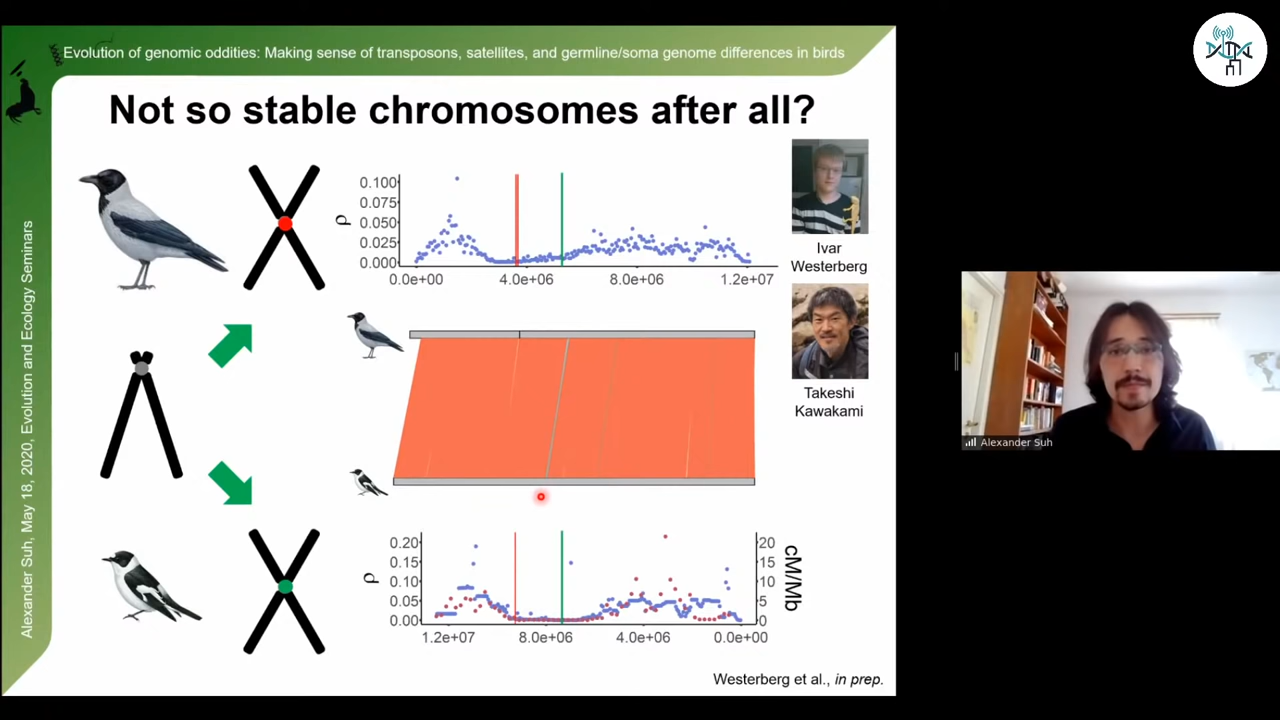 Evolution of genomic oddities: Making sense of transposons, satellites, and germline/soma genome differences in birds
Alexander Suh, May 18, 2020, Evolution and Ecology Seminars
Not so stable chromosomes after all?
ρ
0.100
0.075
0.050
0.025
0.000
0.0e+00 4.0e+06 8.0e+06 1.2e+07
Ivar
Westerberg
Takeshi
Kawakami
ρ
0.20
0.15
0.10
0.05
0.00
20
15
10
5
0
cM/Mb
1.2e+07 8.0e+06 4.0e+06 0.0e+00
Westerberg et al., in prep.
Alexander Suh